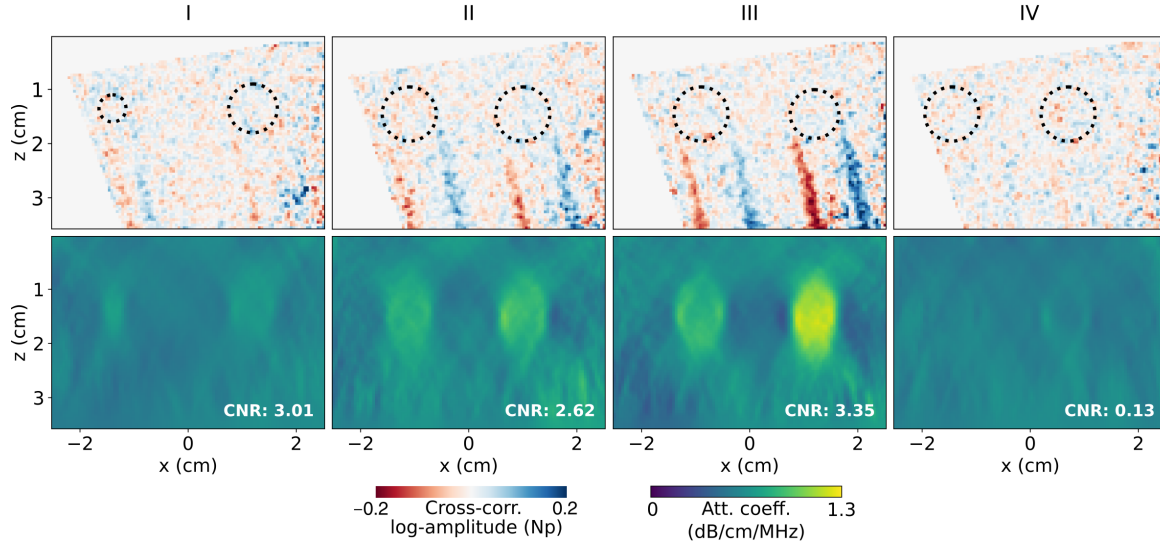 I II III IV
z (cm)
1
2
3
z (cm)
1
2
3
CNR: 3.01 CNR: 2.62 CNR: 3.35 CNR: 0.13
−2 0 2 −2 0 2 −2 0 2 −2 0 2
x (cm) x (cm) x (cm) x (cm)
−0.2 Cross-corr. 0.2 0 Att. coeff. 1.3
log-amplitude (Np) (dB/cm/MHz)